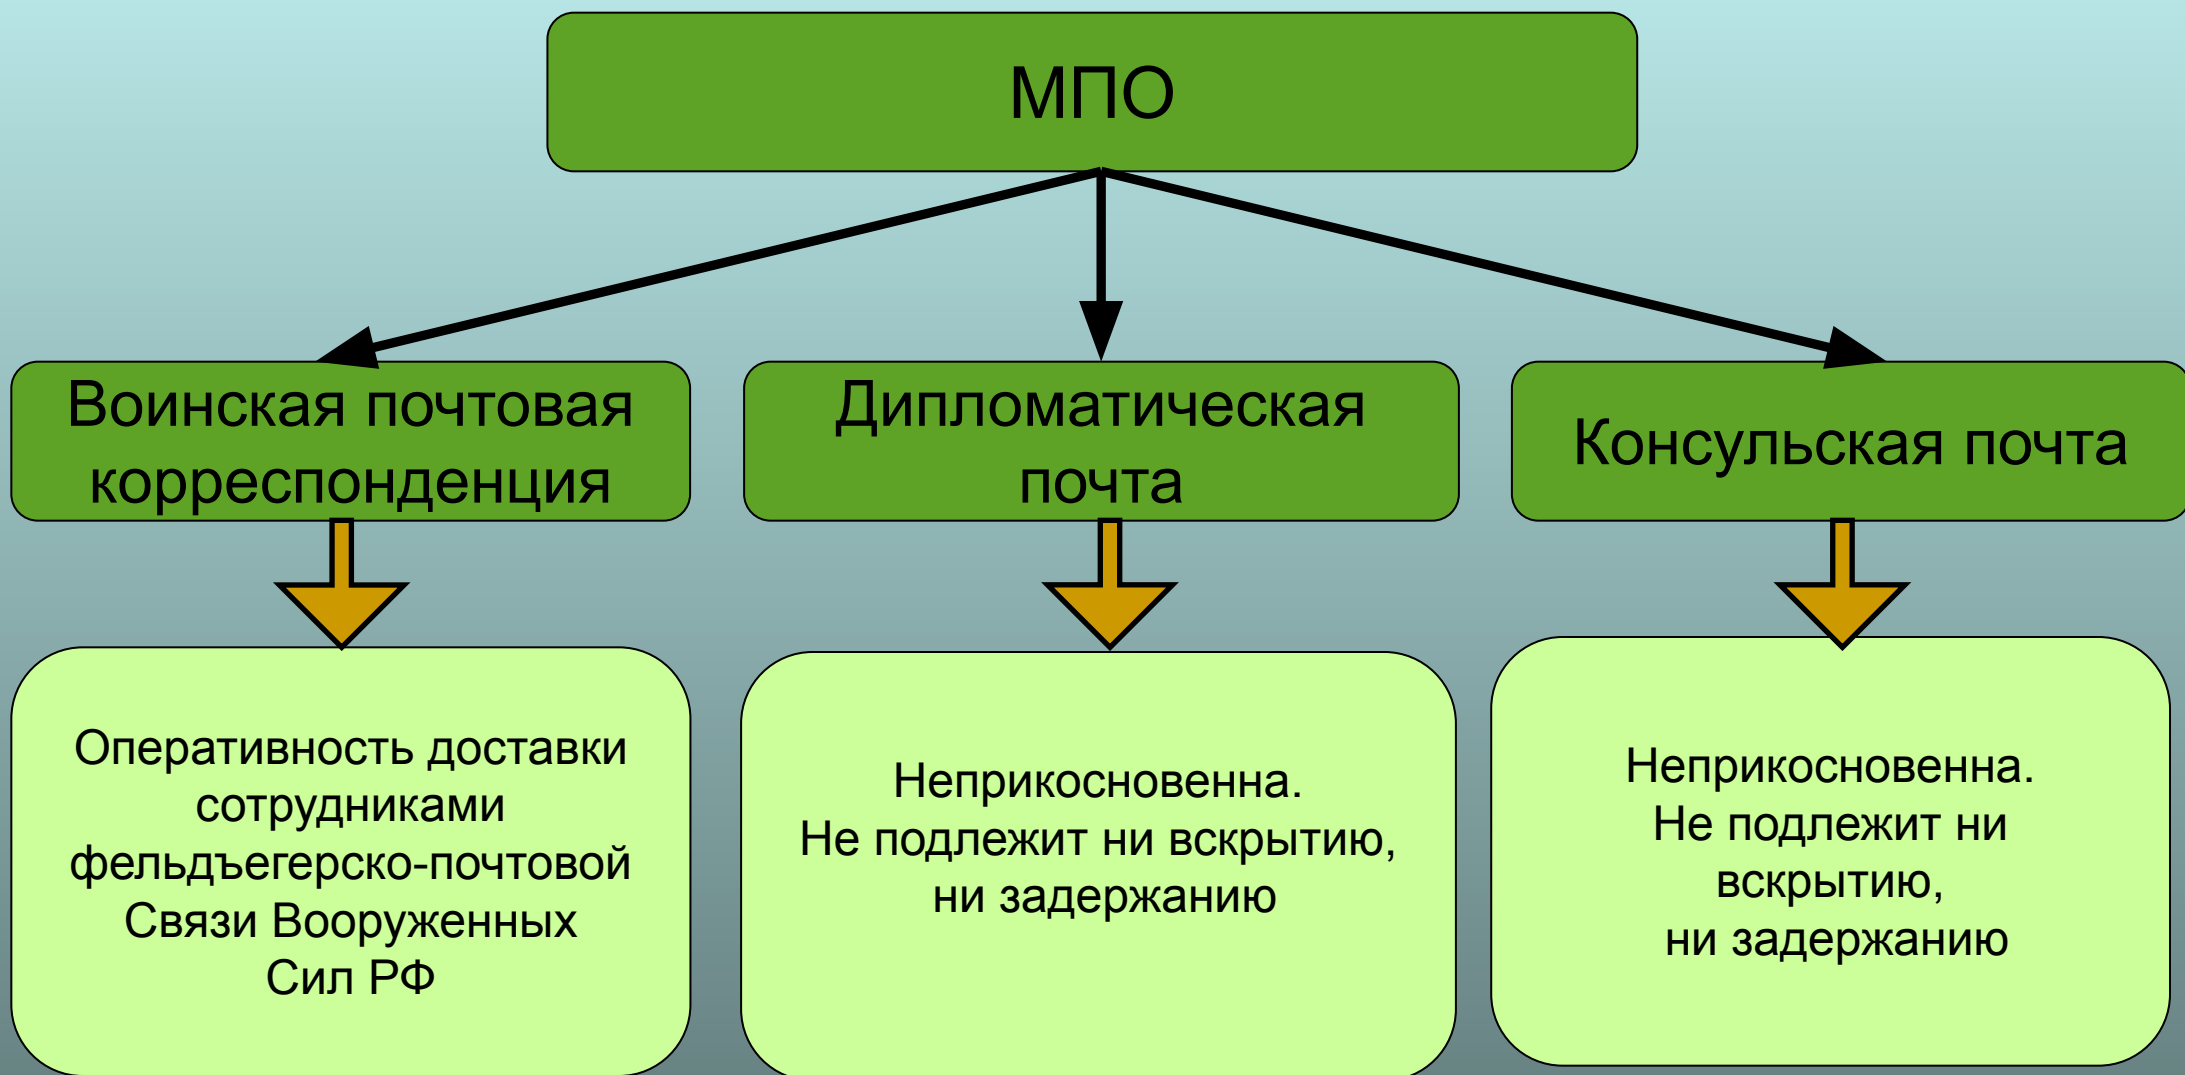 МПО
Воинская почтовая
корреспонденция
Дипломатическая
почта
Консульская почта
Оперативность доставки
сотрудниками
фельдъегерско-почтовой
Связи Вооруженных
Сил РФ
Неприкосновенна.
Не подлежит ни вскрытию,
ни задержанию
Неприкосновенна.
Не подлежит ни
вскрытию,
ни задержанию